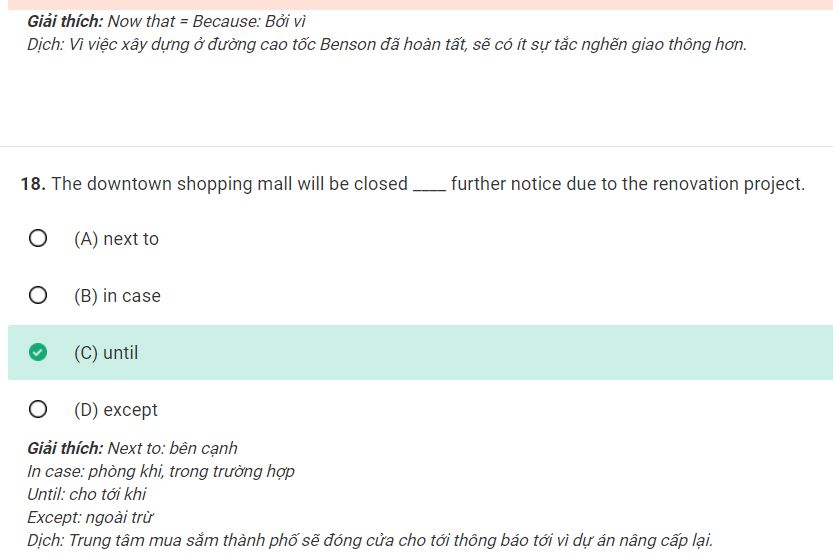 Giải thích: Now that = Because: Bởi vì
Dịch: Vì việc xây dựng ở đường cao tốc Benson đã hoàn tất, sẽ có ít sự tắc nghẽn giao thông hơn.
18. The downtown shopping mall will be closed ____ further notice due to the renovation project.
(A) next to
(B) in case
(C) until
(D) except
Giải thích: Next to: bên cạnh
In case: phòng khi, trong trường hợp
Until: cho tới khi
Except: ngoài trừ
Dịch: Trung tâm mua sắm thành phố sẽ đóng cửa cho tới thông báo tới vì dự án nâng cấp lại.